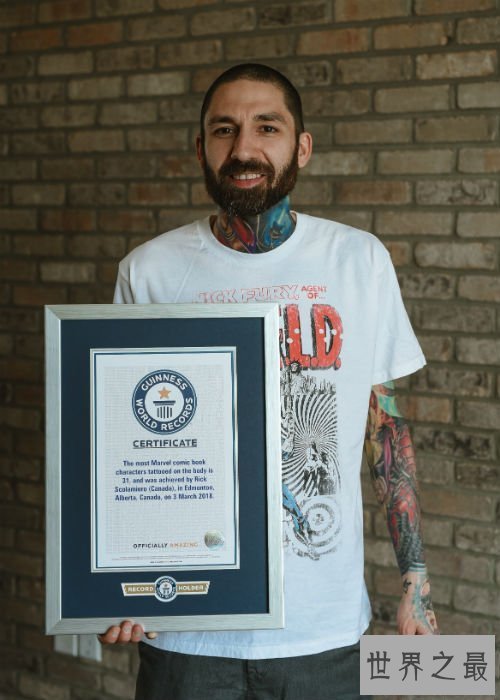 NICK FURY, AGENT
OF...
.L.D.
GUINNESS
WORLD RECORDS
CERTIFICATE
The most Marvel comic book
characters tattooed on the body is
31, and was achieved by Rick
Scolamiero (Canada), in Edmonton,
Alberta, Canada, on 3 March 2018.
OFFICIALLY AMAZING
RECORD HOLDER
世界之最